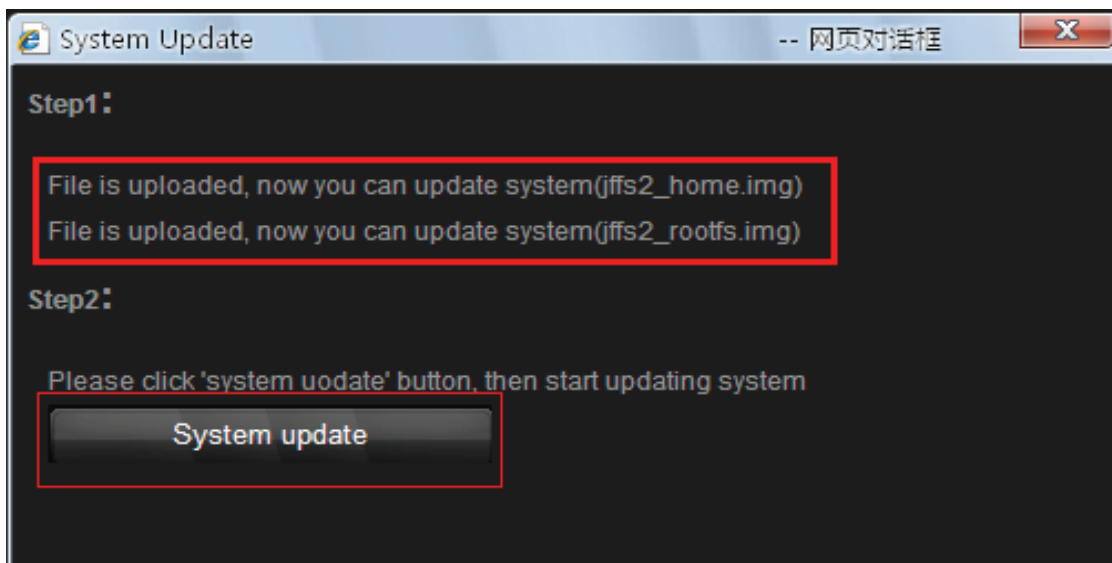 System Update -- 网页对话框
Step1:
File is uploaded, now you can update system(jffs2_home.img)
File is uploaded, now you can update system(jffs2_rootfs.img)
Step2:
Please click 'system uodate' button, then start updating system
System update